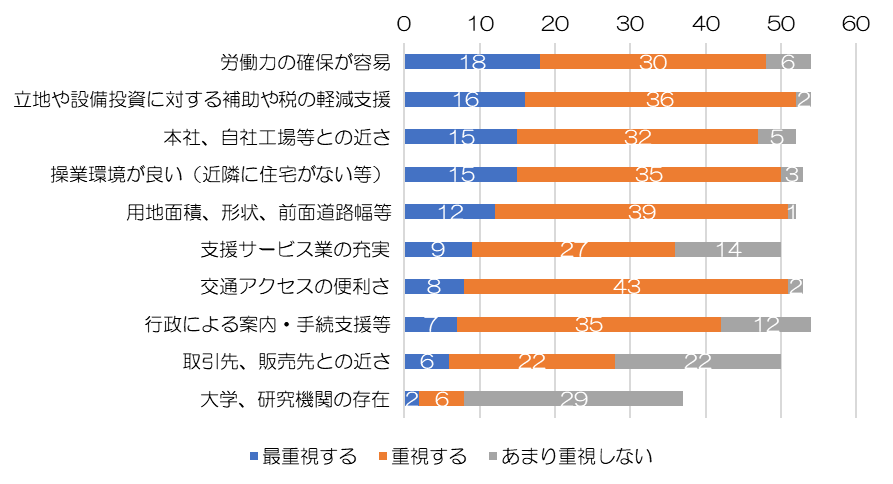 0 10 20 30 40 50 60
労働力の確保が容易 18 30 6
立地や設備投資に対する補助や税の軽減支援 16 36 2
本社、自社工場等との近さ 15 32 5
操業環境が良い（近隣に住宅がない等） 15 35 3
用地面積、形状、前面道路幅等 12 39 1
支援サービス業の充実 9 27 14
交通アクセスの便利さ 8 43 2
行政による案内・手続支援等 7 35 12
取引先、販売先との近さ 6 22 22
大学、研究機関の存在 2 6 29
最重視する 重視する あまり重視しない